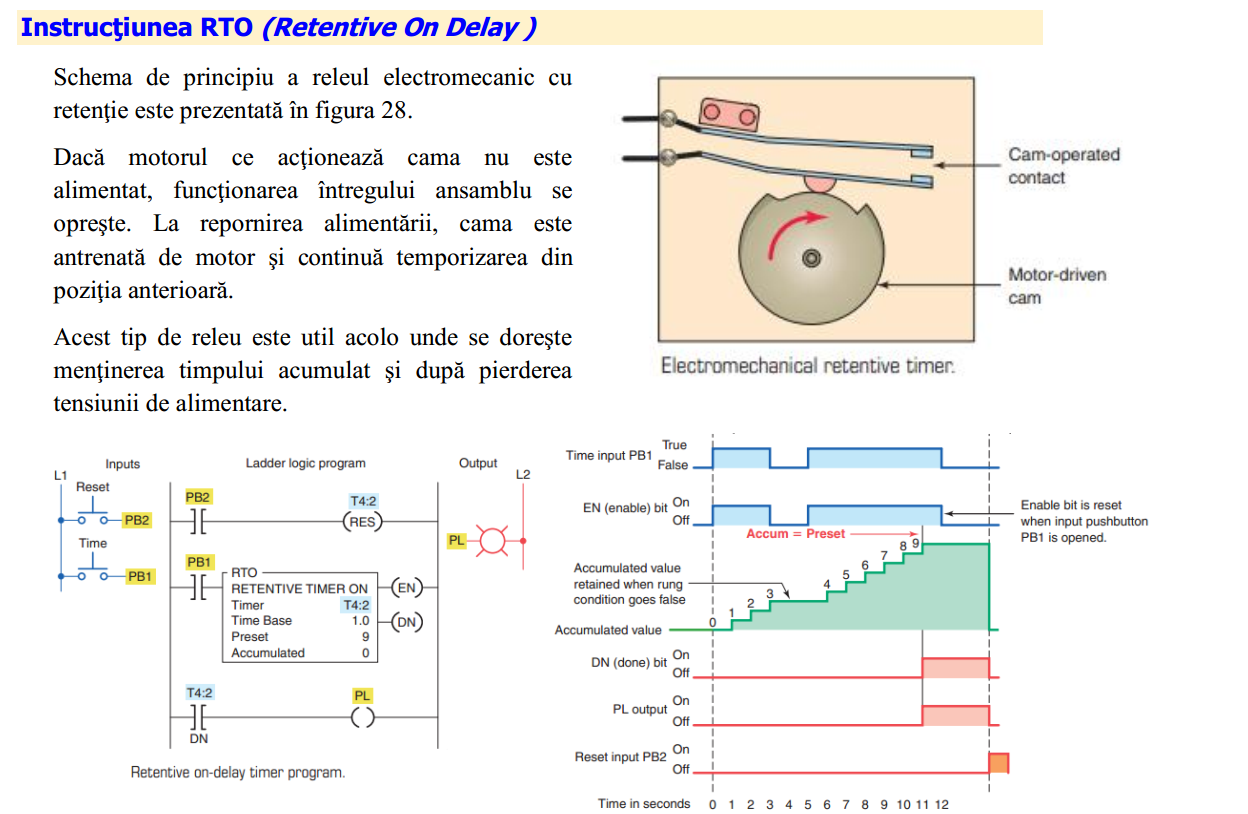 Instrucţiunea RTO (Retentive On Delay )
Schema de principiu a releul electromecanic cu
retenţie este prezentată în figura 28.
Dacă motorul ce acţionează cama nu este
alimentat, funcţionarea întregului ansamblu se
opreşte. La repornirea alimentării, cama este
antrenată de motor şi continuă temporizarea din
poziţia anterioară.
Acest tip de releu este util acolo unde se doreşte
menţinerea timpului acumulat şi după pierderea
tensiunii de alimentare.
Cam-operated
contact
Motor-driven
cam
Electromechanical retentive timer.
Inputs
Ladder logic program
Output
L1
L2
Reset
PB2
PB2
T4:2
RES
Time
PB1
PB1
PL
RTO
RETENTIVE TIMER ON
Timer T4:2
Time Base 1.0
Preset 9
Accumulated 0
EN
DN
T4:2
DN
PL
Retentive on-delay timer program.
Time input PB1
True
False
EN (enable) bit
On
Off
Enable bit is reset
when input pushbutton
PB1 is opened.
Accum = Preset
Accumulated value
retained when rung
condition goes false
Accumulated value
0 1 2 3 4 5 6 7 8 9
DN (done) bit
On
Off
PL output
On
Off
Reset input PB2
On
Off
Time in seconds 0 1 2 3 4 5 6 7 8 9 10 11 12